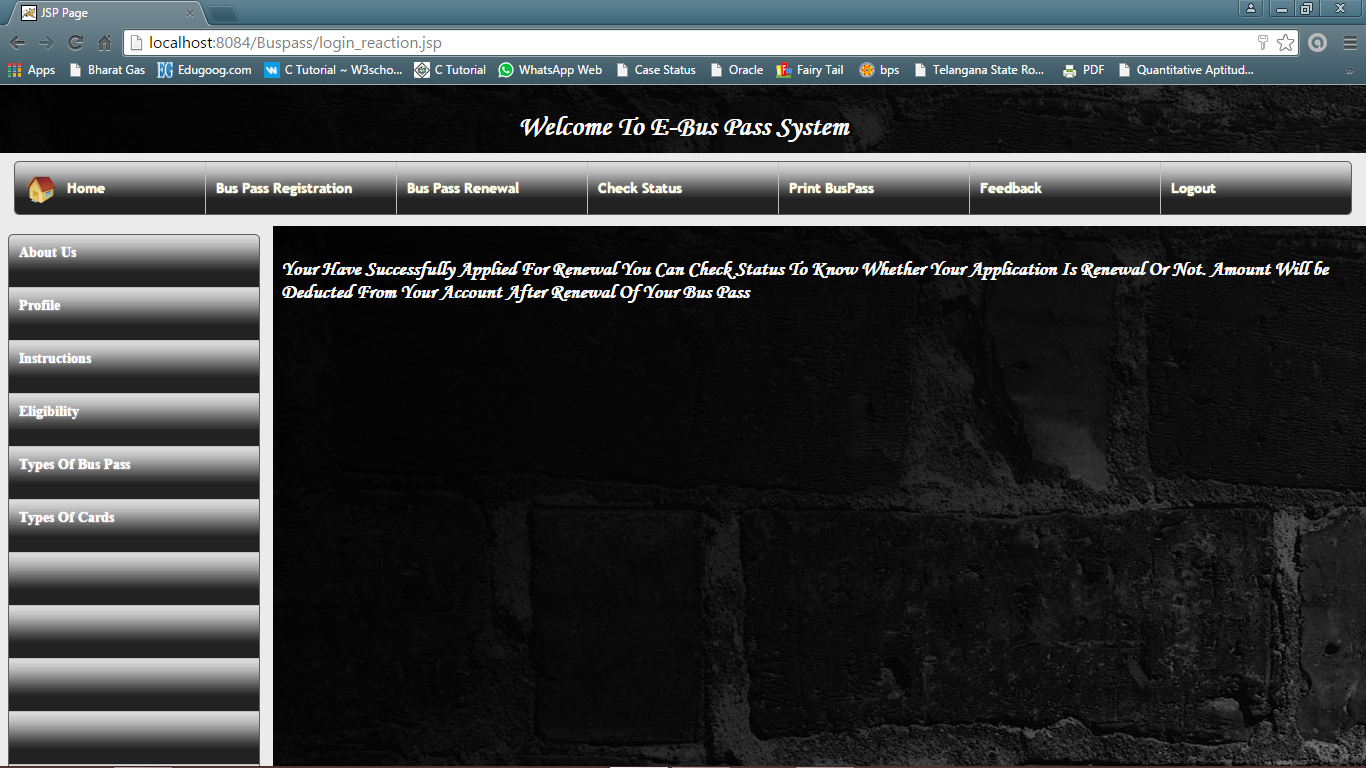 JSP Page
localhost:8084/Buspass/login_reaction.jsp
Apps Bharat Gas EG Edugoog.com W C Tutorial ~ W3scho... C Tutorial WhatsApp Web Case Status Oracle Fairy Tail bps Telangana State Ro... PDF Quantitative Aptitud... »
Welcome To E-Bus Pass System
Home Bus Pass Registration Bus Pass Renewal Check Status Print BusPass Feedback Logout
About Us
Profile
Instructions
Eligibility
Types Of Bus Pass
Types Of Cards
Your Have Successfully Applied For Renewal You Can Check Status To Know Whether Your Application Is Renewal Or Not. Amount Will be
Deducted From Your Account After Renewal Of Your Bus Pass